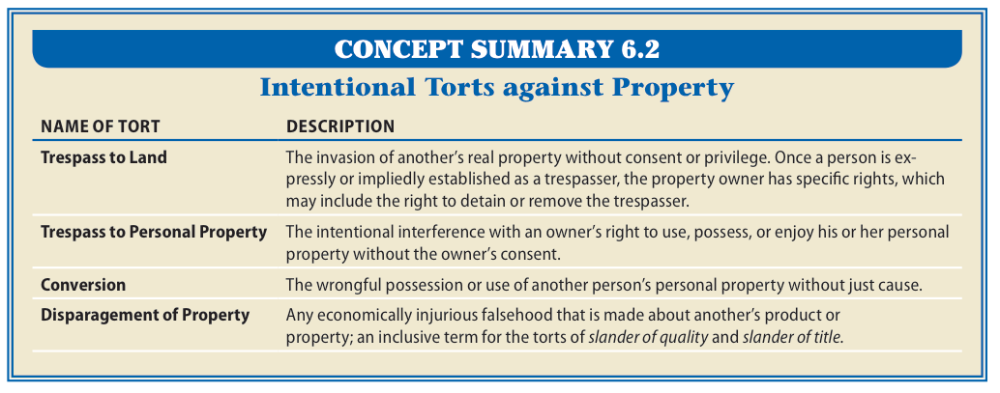 CONCEPT SUMMARY 6.2
Intentional Torts against Property
NAME OF TORT DESCRIPTION
Trespass to Land The invasion of another’s real property without consent or privilege. Once a person is ex-
pressly or impliedly established as a trespasser, the property owner has specific rights, which
may include the right to detain or remove the trespasser.
Trespass to Personal Property The intentional interference with an owner’s right to use, possess, or enjoy his or her personal
property without the owner’s consent.
Conversion The wrongful possession or use of another person’s personal property without just cause.
Disparagement of Property Any economically injurious falsehood that is made about another’s product or
property; an inclusive term for the torts of slander of quality and slander of title.